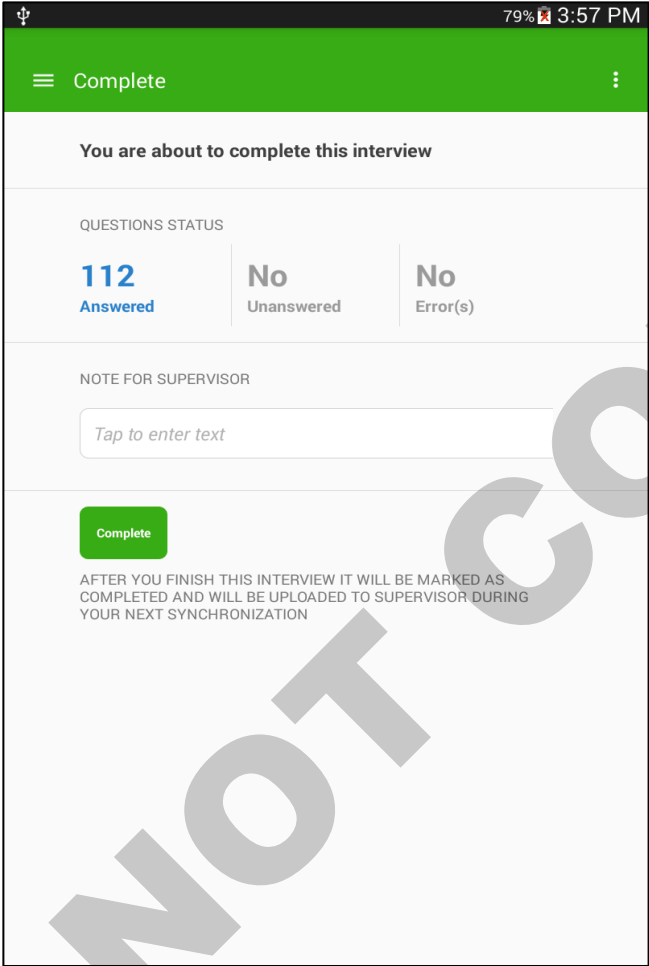 79% 3:57 PM
Complete
You are about to complete this interview
QUESTIONS STATUS
112 No No
Answered Unanswered Error(s)
NOTE FOR SUPERVISOR
Tap to enter text
Complete
AFTER YOU FINISH THIS INTERVIEW IT WILL BE MARKED AS
COMPLETED AND WILL BE UPLOADED TO SUPERVISOR DURING
YOUR NEXT SYNCHRONIZATION
NOT CO